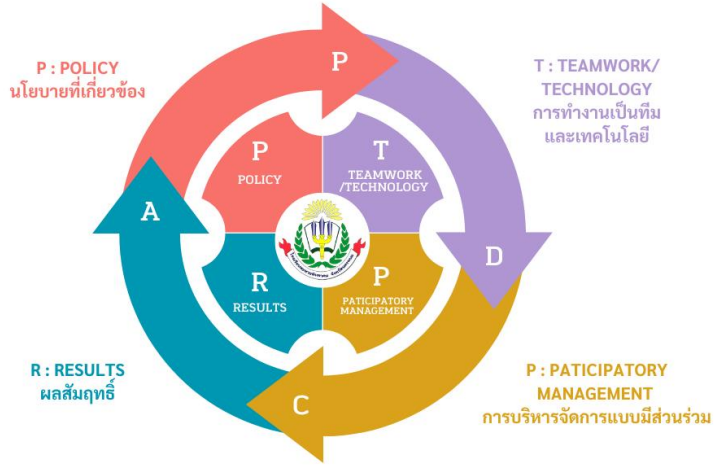 P : POLICY
นโยบายที่เกี่ยวข้อง
P
T : TEAMWORK/
TECHNOLOGY
การทำงานเป็นทีม
และเทคโนโลยี
P
POLICY
T
TEAMWORK
/TECHNOLOGY
A
D
R
RESULTS
P
PATICIPATORY
MANAGEMENT
R : RESULTS
ผลสัมฤทธิ์
C
P : PATICIPATORY
MANAGEMENT
การบริหารจัดการแบบมีส่วนร่วม